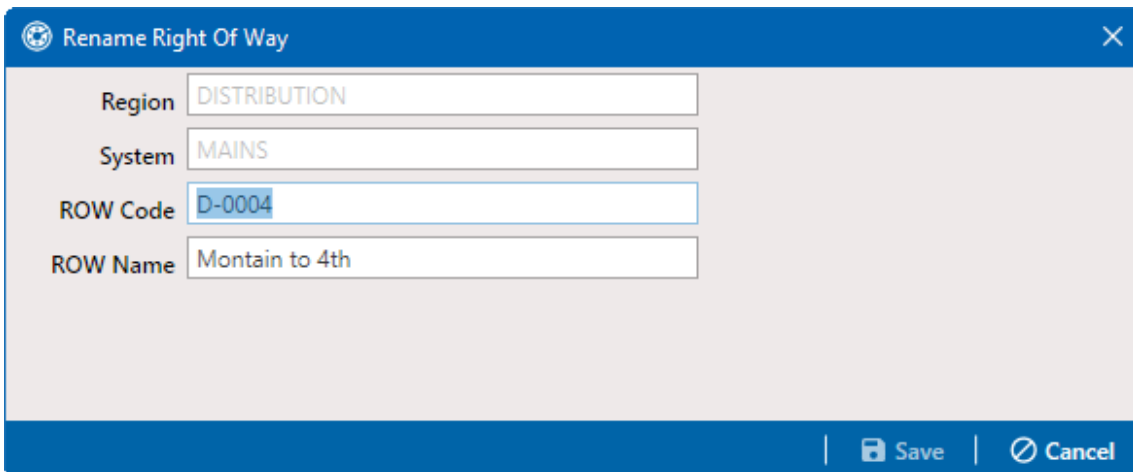 Rename Right Of Way
Region DISTRIBUTION
System MAINS
ROW Code D-0004
ROW Name Montain to 4th
Save Cancel